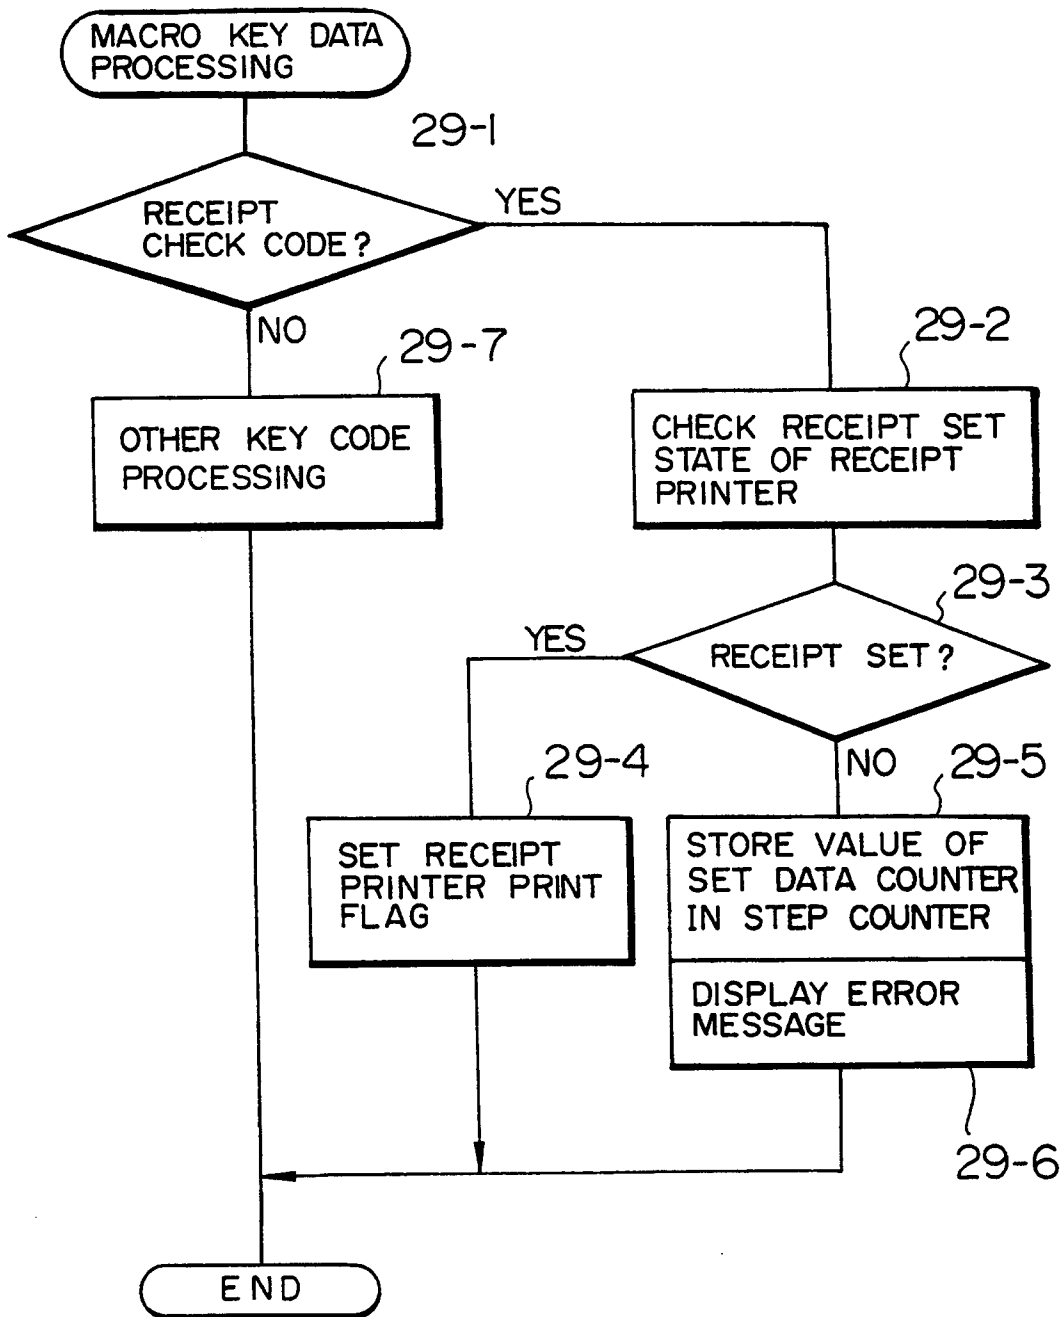 MACRO KEY DATA
PROCESSING
29-1
RECEIPT
CHECK CODE?
YES
NO
29-7
OTHER KEY CODE
PROCESSING
29-2
CHECK RECEIPT SET
STATE OF RECEIPT
PRINTER
29-3
RECEIPT SET?
YES
NO
29-4
SET RECEIPT
PRINTER PRINT
FLAG
29-5
STORE VALUE OF
SET DATA COUNTER
IN STEP COUNTER
DISPLAY ERROR
MESSAGE
29-6
END